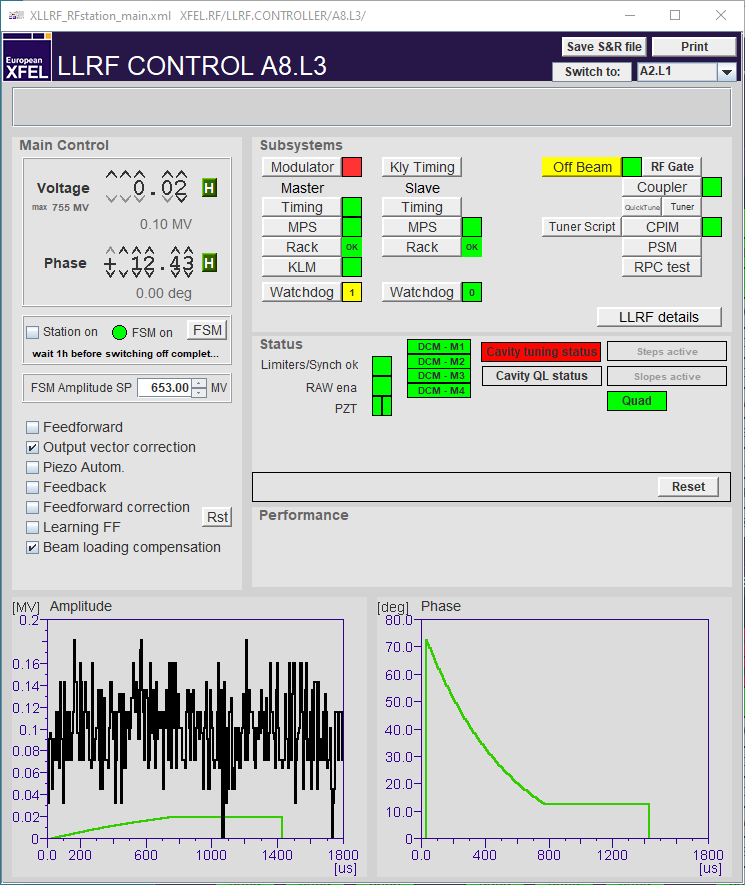 XLLRF_RFstation_main.xml XFEL.RF/LLRF.CONTROLLER/A8.L3/
European
XFEL
LLRF CONTROL A8.L3
Save S&R file
Print
Switch to:
A2.L1
Main Control
Voltage
0.02
H
max 755 MV
0.10 MV
Phase
+ 12.43
H
0.00 deg
Station on
FSM on
FSM
wait 1h before switching off complet...
FSM Amplitude SP
653.00
MV
Feedforward
Output vector correction
Piezo Autom.
Feedback
Feedforward correction
Learning FF
Rst
Beam loading compensation
Subsystems
Modulator
Kly Timing
Off Beam
RF Gate
Master
Slave
Coupler
Timing
Timing
QuickTune
Tuner
MPS
MPS
Tuner Script
CPIM
Rack
OK
Rack
OK
PSM
KLM
RPC test
Watchdog
1
Watchdog
0
LLRF details
Status
Limiters/Synch ok
RAW ena
PZT
DCM - M1
DCM - M2
DCM - M3
DCM - M4
Cavity tuning status
Cavity QL status
Steps active
Slopes active
Quad
Reset
Performance
[MV]
Amplitude
0.2
0.16
0.14
0.12
0.1
0.08
0.06
0.04
0.02
0
0.0
200
600
1000
1400
1800
[us]
[deg]
Phase
80.0
70.0
60.0
50.0
40.0
30.0
20.0
10.0
0
0.0
400
800
1200
1800
[us]